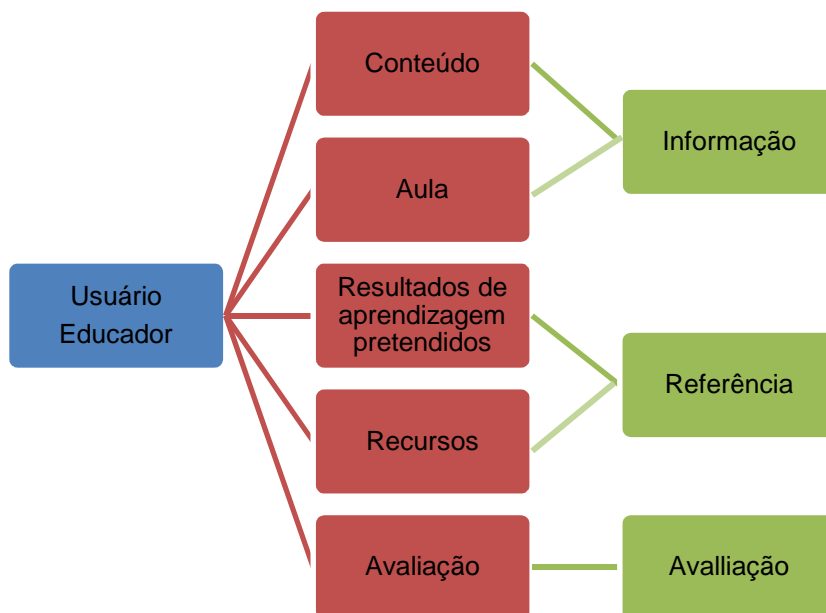 Usuário
Educador
Conteúdo
Aula
Resultados de
aprendizagem
pretendidos
Recursos
Avaliação
Informação
Referência
Avalliação